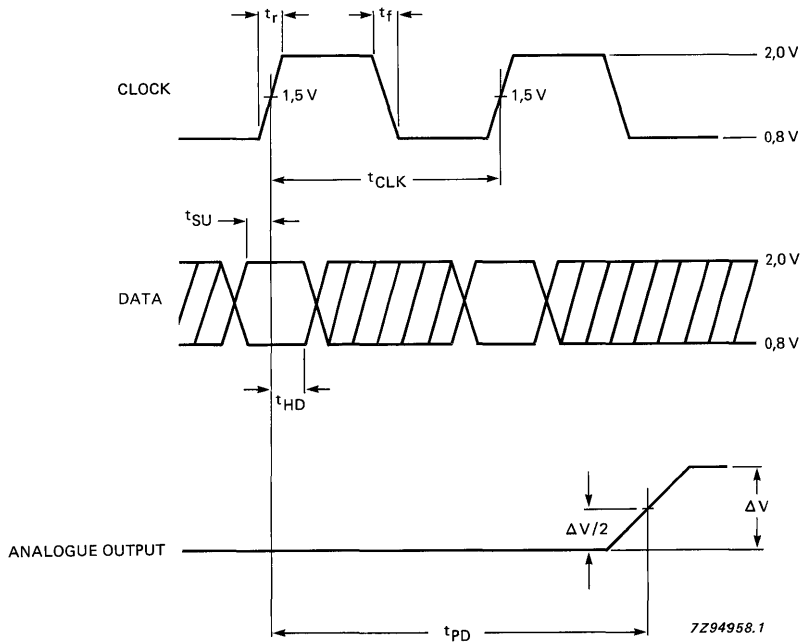 tr
tf
2,0 V
CLOCK
1,5 V
1,5 V
0,8 V
tCLK
tSU
2,0 V
DATA
0,8 V
tHD
ΔV/2
ΔV
ANALOGUE OUTPUT
tPD
7Z94958.1